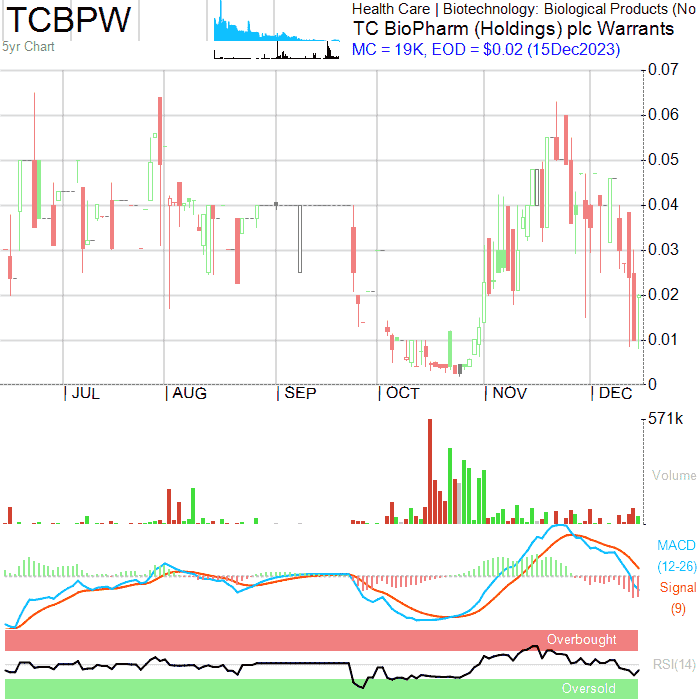 TCBPW
5yr Chart
Health Care | Biotechnology: Biological Products (No
TC BioPharm (Holdings) plc Warrants
MC = 19K, EOD = $0.02 (15Dec2023)
0.07
0.06
0.05
0.04
0.03
0.02
0.01
0
| JUL | AUG | SEP | OCT | NOV | DEC
571k
Volume
MACD
(12-26)
Signal
(9)
Overbought
RSI(14)
Oversold